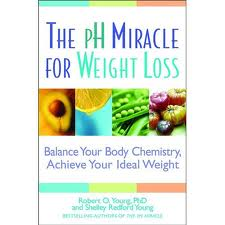 THE pH MIRACLE
FOR WEIGHT LOSS
Balance Your Body Chemistry,
Achieve Your Ideal Weight
Robert O. Young, PhD
and Shelley Redford Young
BESTSELLING AUTHORS OF THE PH MIRACLE